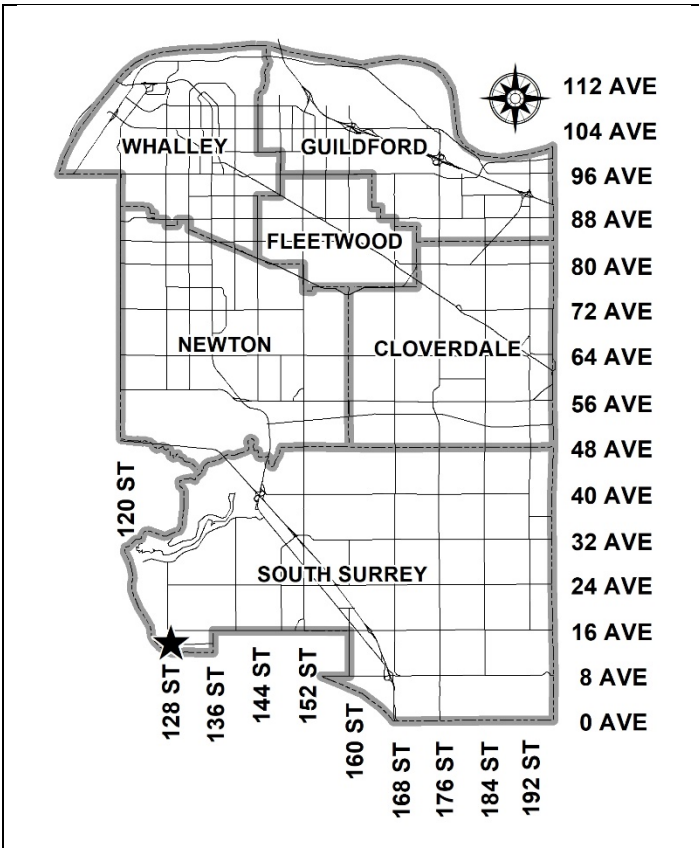 112 AVE
104 AVE
WHALLEY
GUILDFORD
96 AVE
88 AVE
FLEETWOOD
80 AVE
72 AVE
NEWTON
CLOVERDALE
64 AVE
56 AVE
48 AVE
120 ST
40 AVE
32 AVE
SOUTH SURREY
24 AVE
16 AVE
128 ST
136 ST
144 ST
152 ST
160 ST
8 AVE
0 AVE
168 ST
176 ST
184 ST
192 ST